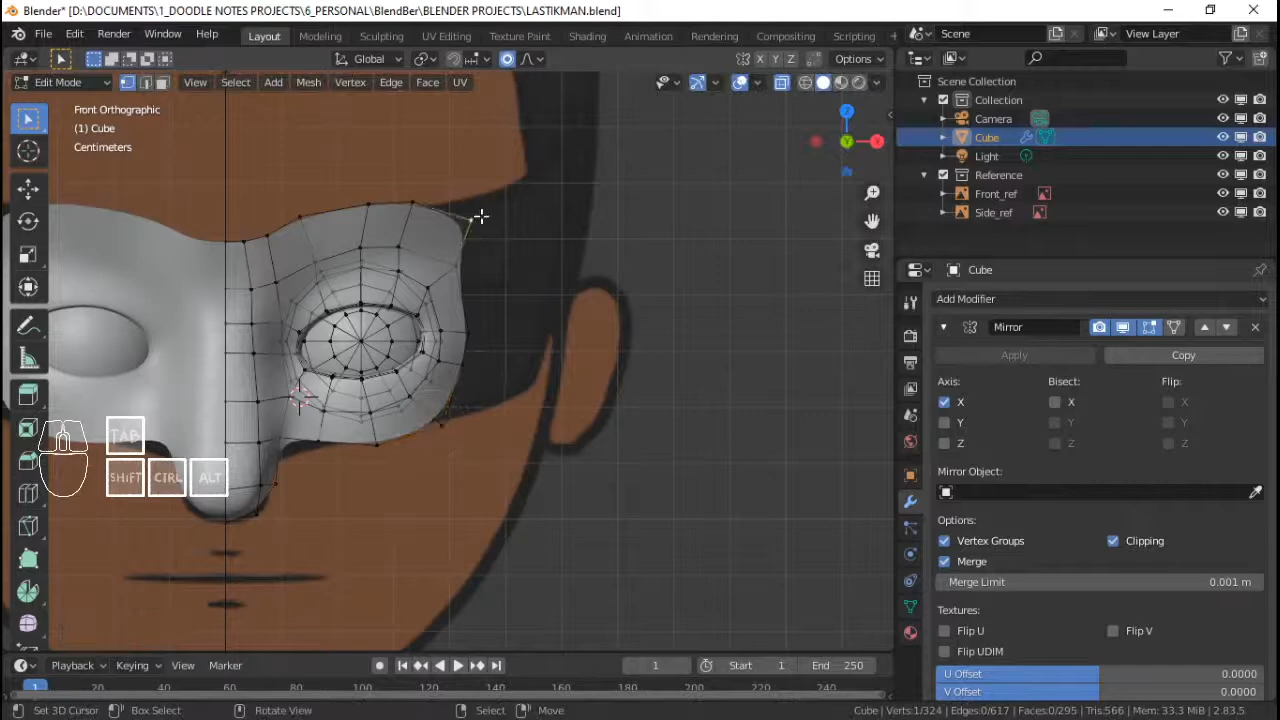 Blender* [D:\DOCUMENTS\1_DOODLE NOTES PROJECTS\6_PERSONAL\BlendBer\BLENDER PROJECTS\LASTIKMAN.blend]
File Edit Render Window Help Layout Modeling Sculpting UV Editing Texture Paint Shading Animation Rendering Compositing Scripting + Scene View Layer
Global X Y Z Options
Edit Mode View Select Add Mesh Vertex Edge Face UV
Front Orthographic
(1) Cube
Centimeters
Z
Y
X
TAB
SHIFT CTRL ALT
Scene Collection
Collection
Camera
Cube
Light
Reference
Front_ref
Side_ref
Cube
Add Modifier
Mirror
Apply Copy
Axis: Bisect: Flip:
X X X
Y Y Y
Z Z Z
Mirror Object:
Options:
Vertex Groups Clipping
Merge
Merge Limit 0.001 m
Textures:
Flip U Flip V
Flip UDIM
U Offset 0.0000
V Offset 0.0000
Playback Keying View Marker 1 Start 1 End 250
1 20 40 60 80 100 120 140 160 180 200 220 240
Set 3D Cursor Box Select Rotate View Select Move Cube | Verts:1/324 | Edges:0/617 | Faces:0/295 | Tris:566 | Mem: 33.3 MiB | 2.83.5